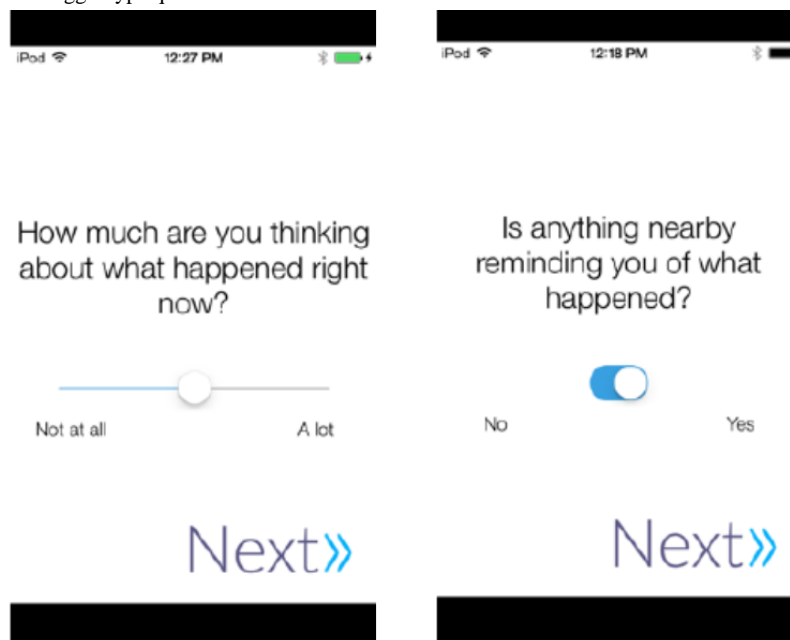 iPod 12:27 PM
How much are you thinking
about what happened right
now?
Not at all A lot
Next»
iPod 12:18 PM
Is anything nearby
reminding you of what
happened?
No Yes
Next»